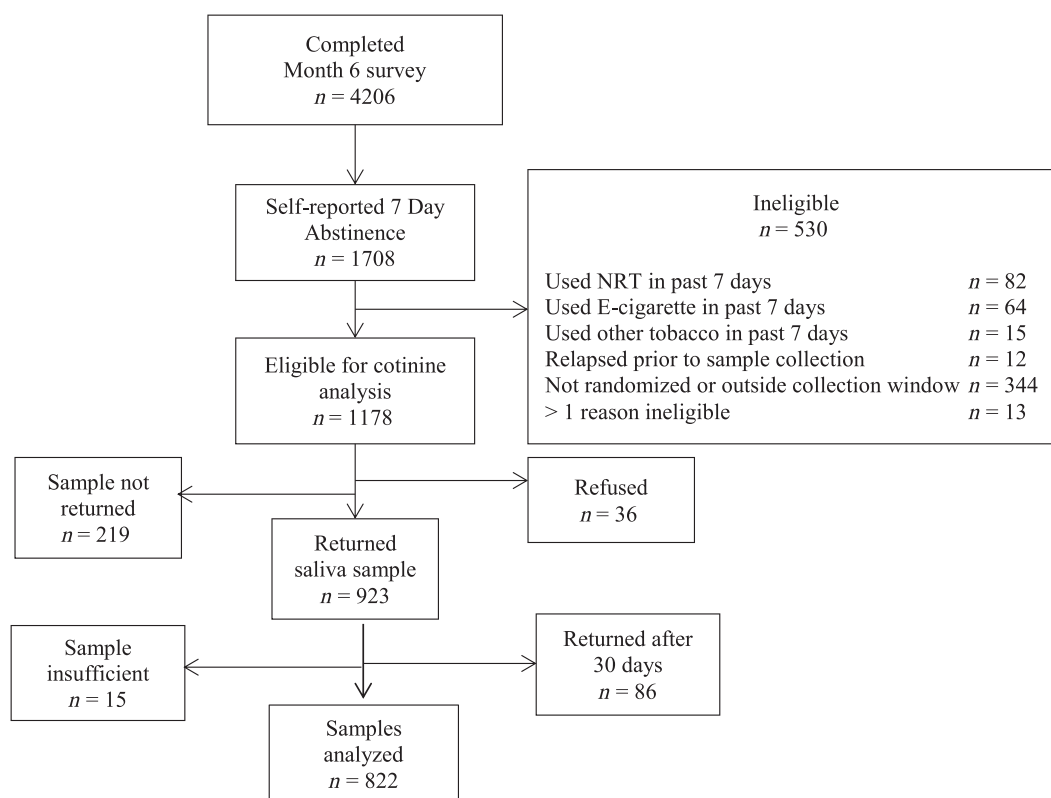 Completed
Month 6 survey
n = 4206
Self-reported 7 Day
Abstinence
n = 1708
Ineligible
n = 530
Used NRT in past 7 days n = 82
Used E-cigarette in past 7 days n = 64
Used other tobacco in past 7 days n = 15
Relapsed prior to sample collection n = 12
Not randomized or outside collection window n = 344
> 1 reason ineligible n = 13
Eligible for cotinine
analysis
n = 1178
Sample not
returned
n = 219
Refused
n = 36
Returned
saliva sample
n = 923
Sample
insufficient
n = 15
Returned after
30 days
n = 86
Samples
analyzed
n = 822